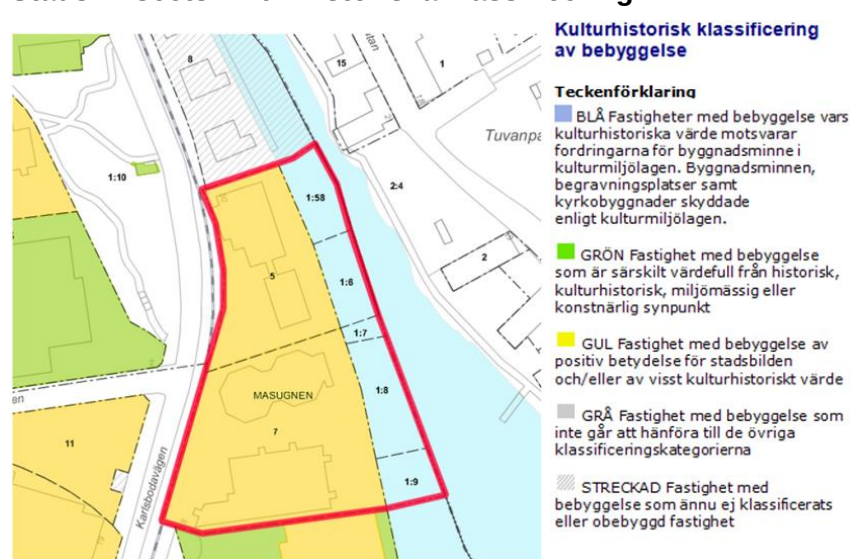 Kulturhistorisk klassificering
av bebyggelse
Teckenförklaring
BLÅ Fastigheter med bebyggelse vars
kulturhistoriska värde motsvarar
fordringarna för byggnadsminne i
kulturmiljölagen. Byggnadsminnen,
begravningsplatser samt
kyrkobyggnader skyddade
enligt kulturmiljölagen.
GRÖN Fastighet med bebyggelse
som är särskilt värdefull från historisk,
kulturhistorisk, miljömässig eller
konstnärlig synpunkt
GUL Fastighet med bebyggelse av
positiv betydelse för stadsbilden
och/eller av visst kulturhistoriskt värde
GRÅ Fastighet med bebyggelse som
inte går att hänföra till de övriga
klassificeringskategorierna
STRECKAD Fastighet med
bebyggelse som ännu ej klassificerats
eller obebyggd fastighet
8
15
1
Tuvanpa
1:10
1:58
2:4
2
5
1:6
1:7
MASUGNEN
1:8
7
11
1:9
Karlsbodavägen